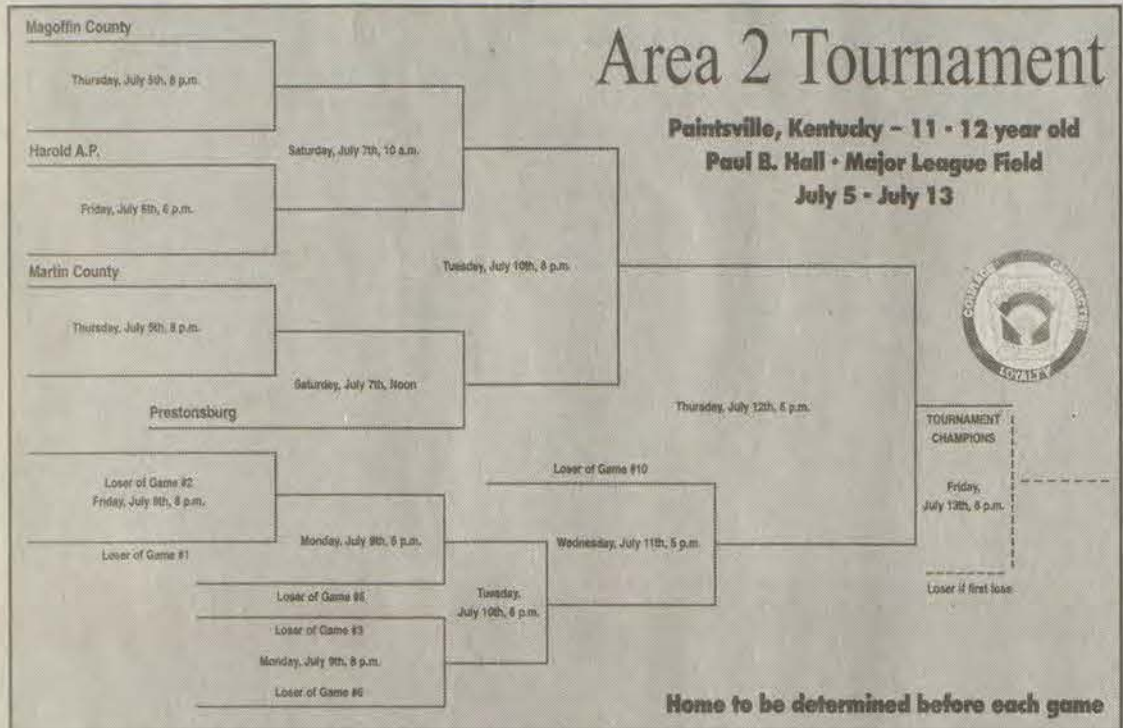 Area 2 Tournament
Paintsville, Kentucky – 11 - 12 year old
Paul B. Hall • Major League Field
July 5 - July 13
Magoffin County
Thursday, July 5th, 6 p.m.
Harold A.P.
Saturday, July 7th, 10 a.m.
Friday, July 6th, 6 p.m.
Tuesday, July 10th, 8 p.m.
Martin County
Thursday, July 5th, 8 p.m.
Saturday, July 7th, Noon
Prestonsburg
Thursday, July 12th, 6 p.m.
COURAGE CHARACTER
LOYALTY
TOURNAMENT
CHAMPIONS
Friday,
July 13th, 6 p.m.
Loser if first lose
Loser of Game #10
Loser of Game #2
Friday, July 6th, 8 p.m.
Loser of Game #1
Monday, July 9th, 6 p.m.
Wednesday, July 11th, 6 p.m.
Loser of Game
Tuesday,
July 10th, 6 p.m.
Loser of Game #3
Monday, July 9th, 8 p.m.
Loser of Game #6
Home to be determined before each game